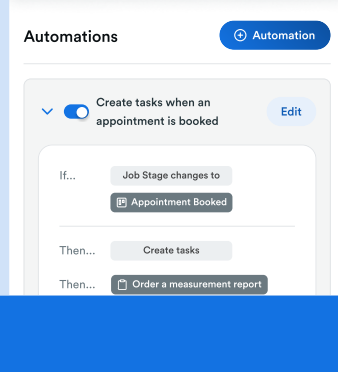 Automations
Automation
Create tasks when an
appointment is booked
Edit
If...
Job Stage changes to
Appointment Booked
Then...
Create tasks
Then...
Order a measurement report